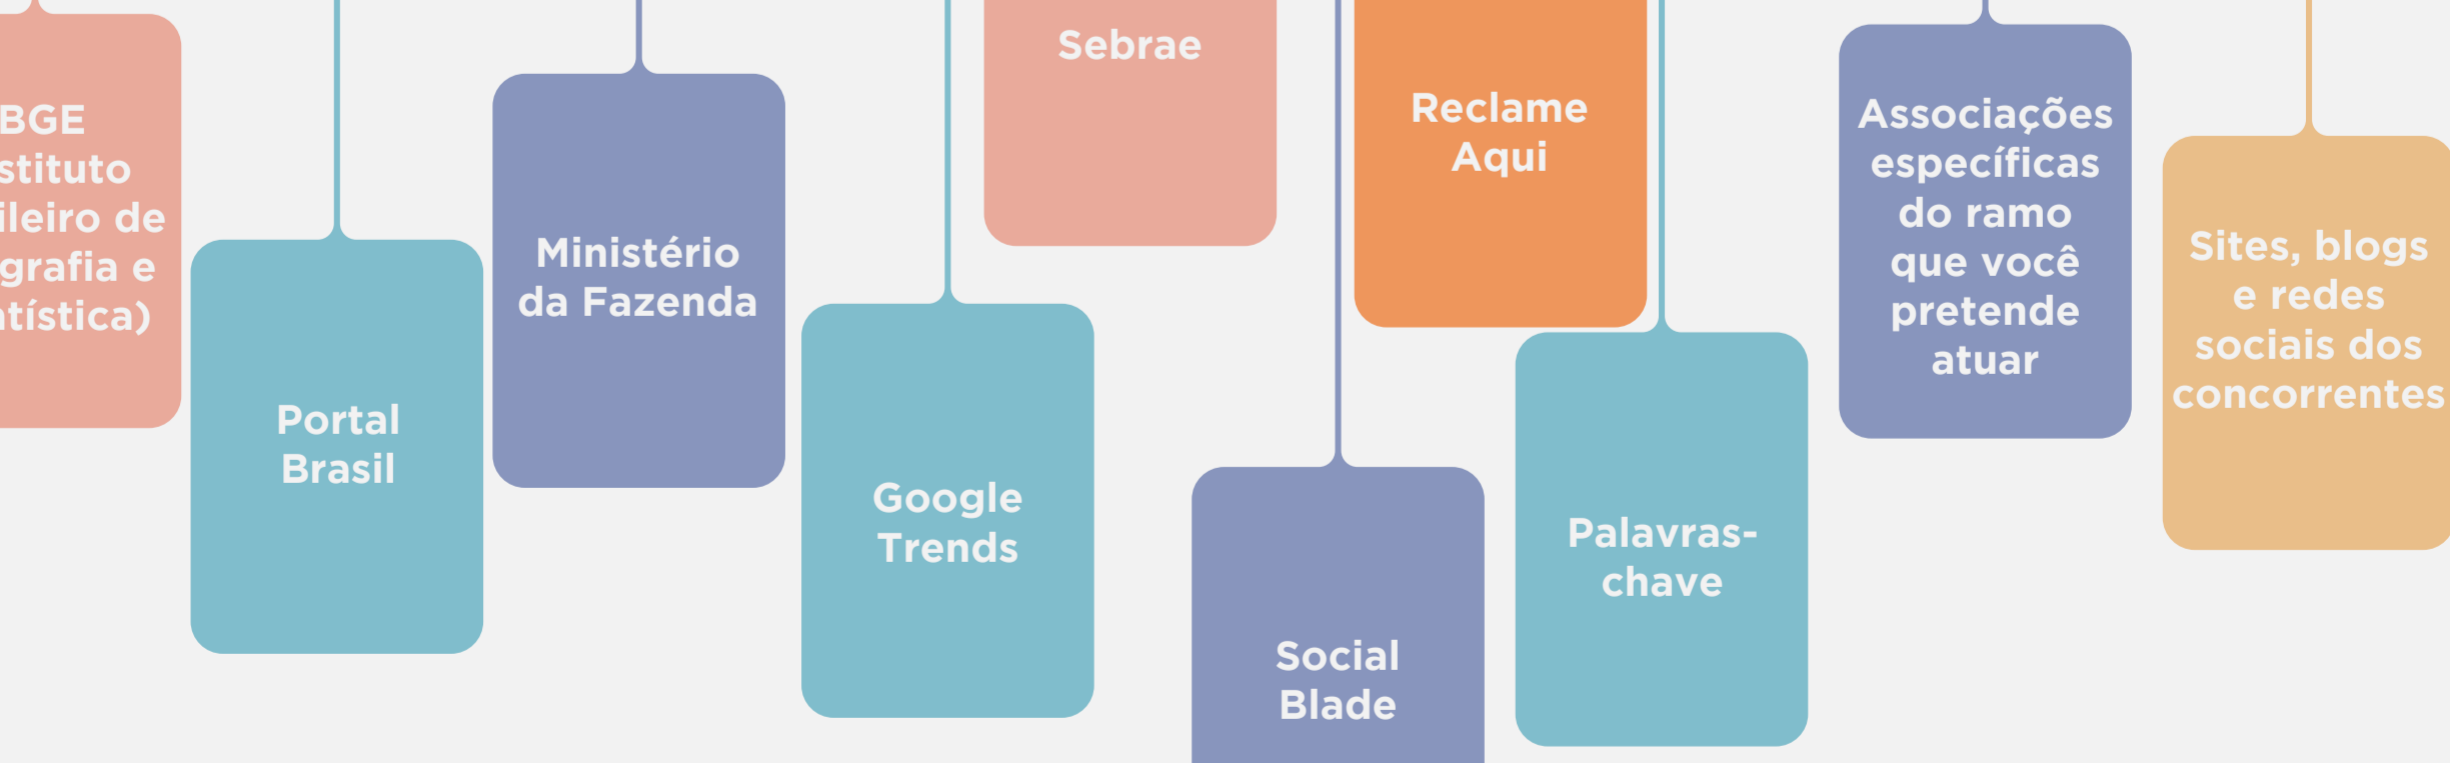 BGE
stituto
ileiro de
grafia e
tística)
Portal
Brasil
Ministério
da Fazenda
Google
Trends
Sebrae
Social
Blade
Reclame
Aqui
Palavras-
chave
Associações
específicas
do ramo
que você
pretende
atuar
Sites, blogs
e redes
sociais dos
concorrentes